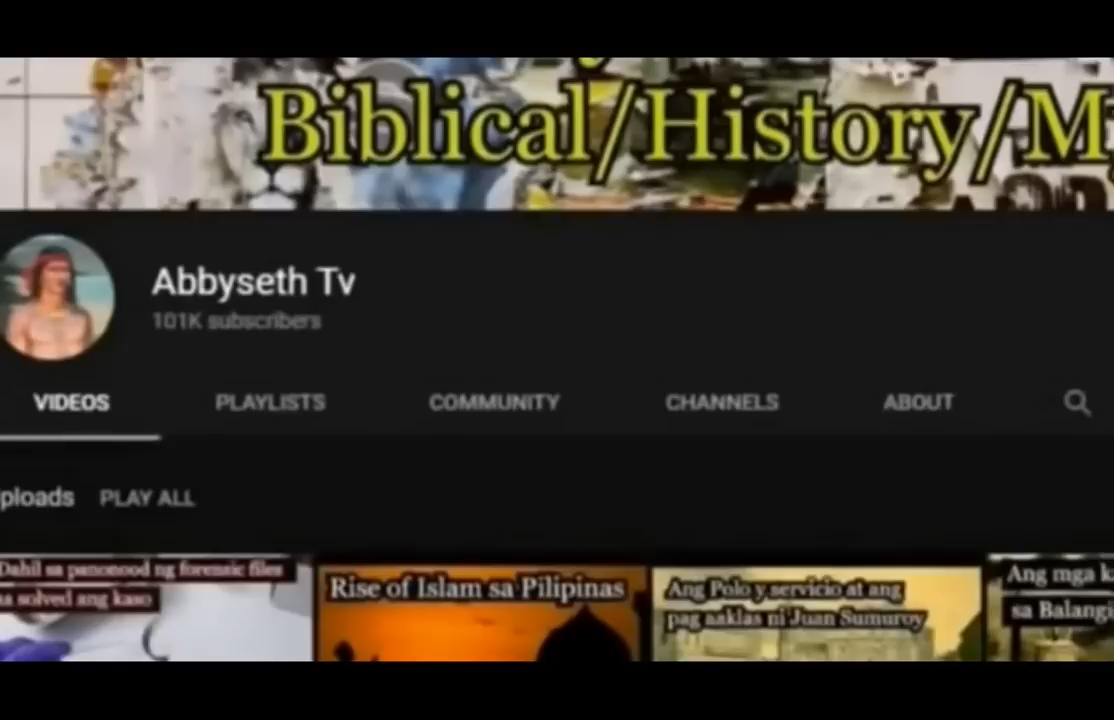 Biblical/History/M
Abbyseth Tv
101K subscribers
VIDEOS PLAYLISTS COMMUNITY CHANNELS ABOUT
ploads PLAY ALL
Dahil sa panonood ng forensic files
na solved ang kaso
Rise of Islam sa Pilipinas
Ang Polo y servicio at ang
pag aaklas ni Juan Sumuroy
Ang mga k
sa Balangi